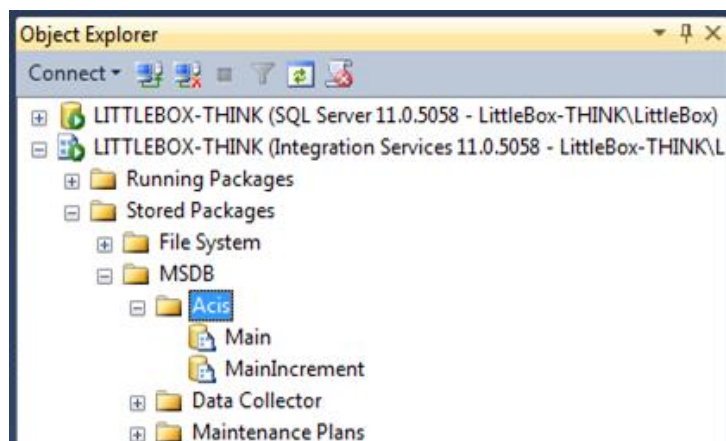 Object Explorer
Connect
LITTLEBOX-THINK (SQL Server 11.0.5058 - LittleBox-THINK\LittleBox)
LITTLEBOX-THINK (Integration Services 11.0.5058 - LittleBox-THINK\L
Running Packages
Stored Packages
File System
MSDB
Acis
Main
MainIncrement
Data Collector
Maintenance Plans